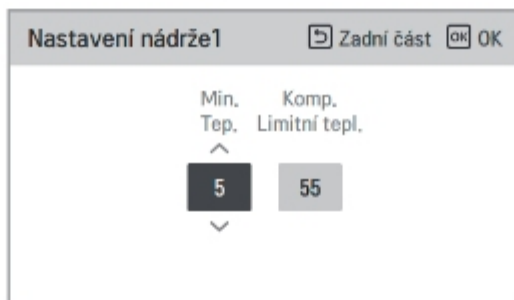 Nastavení nádrže1 Zadní část OK OK
Min. Komp.
Tep. Limitní tepl.
5 55